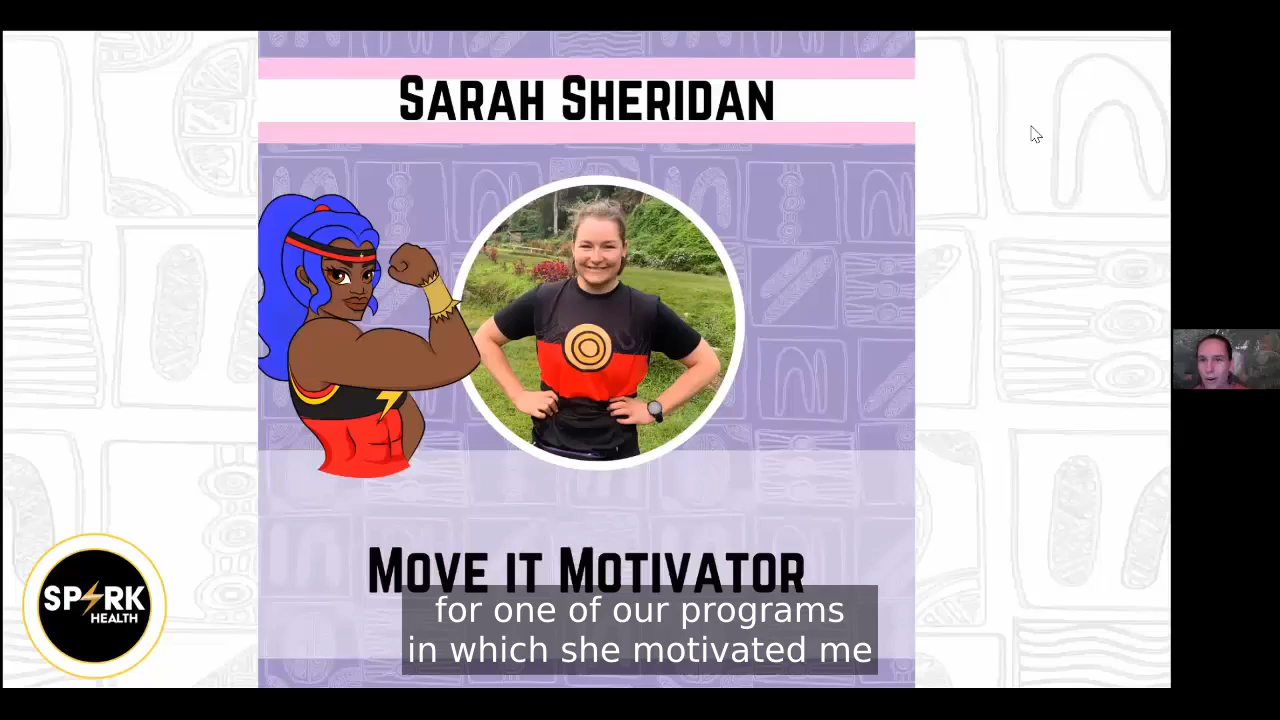 SARAH SHERIDAN
MOVE IT MOTIVATOR
SPARK
HEALTH
for one of our programs
in which she motivated me